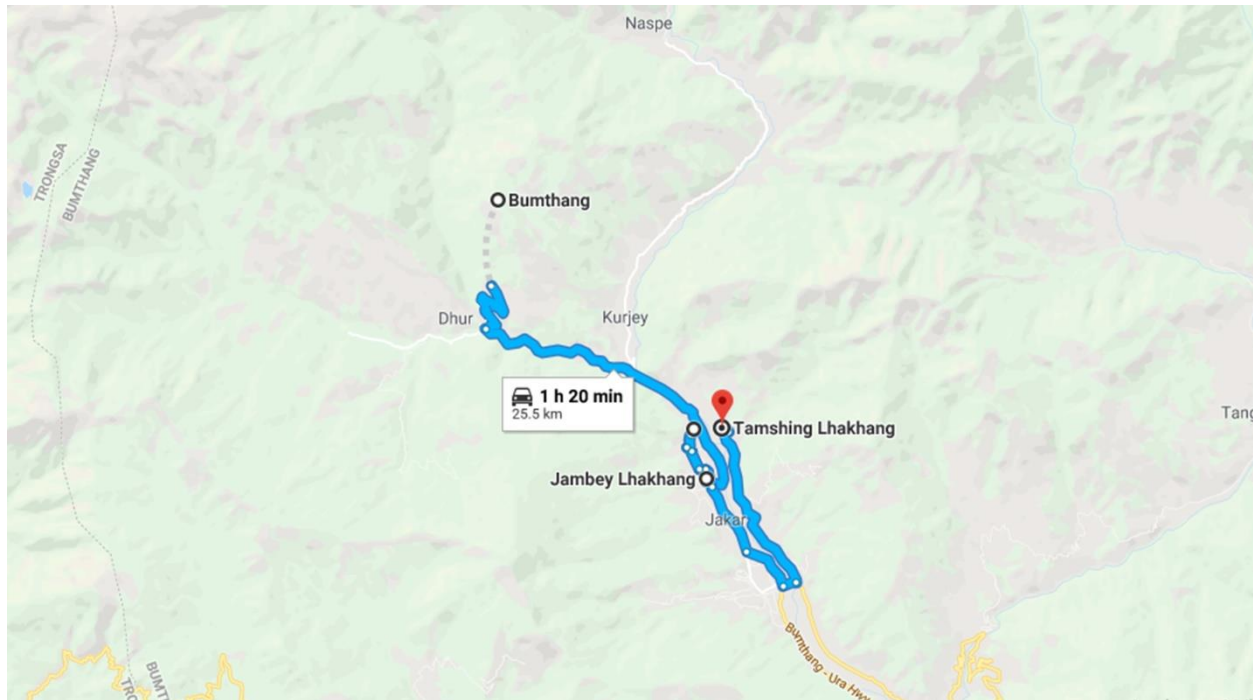 Naspe
TRONGSA
BUMTHANG
Bumthang
Dhur
Kurjey
1 h 20 min
25.5 km
Tang
Tamshing Lhakhang
Jambey Lhakhang
Jakar
Bumthang - Ura Hwy
BUMT
TRO